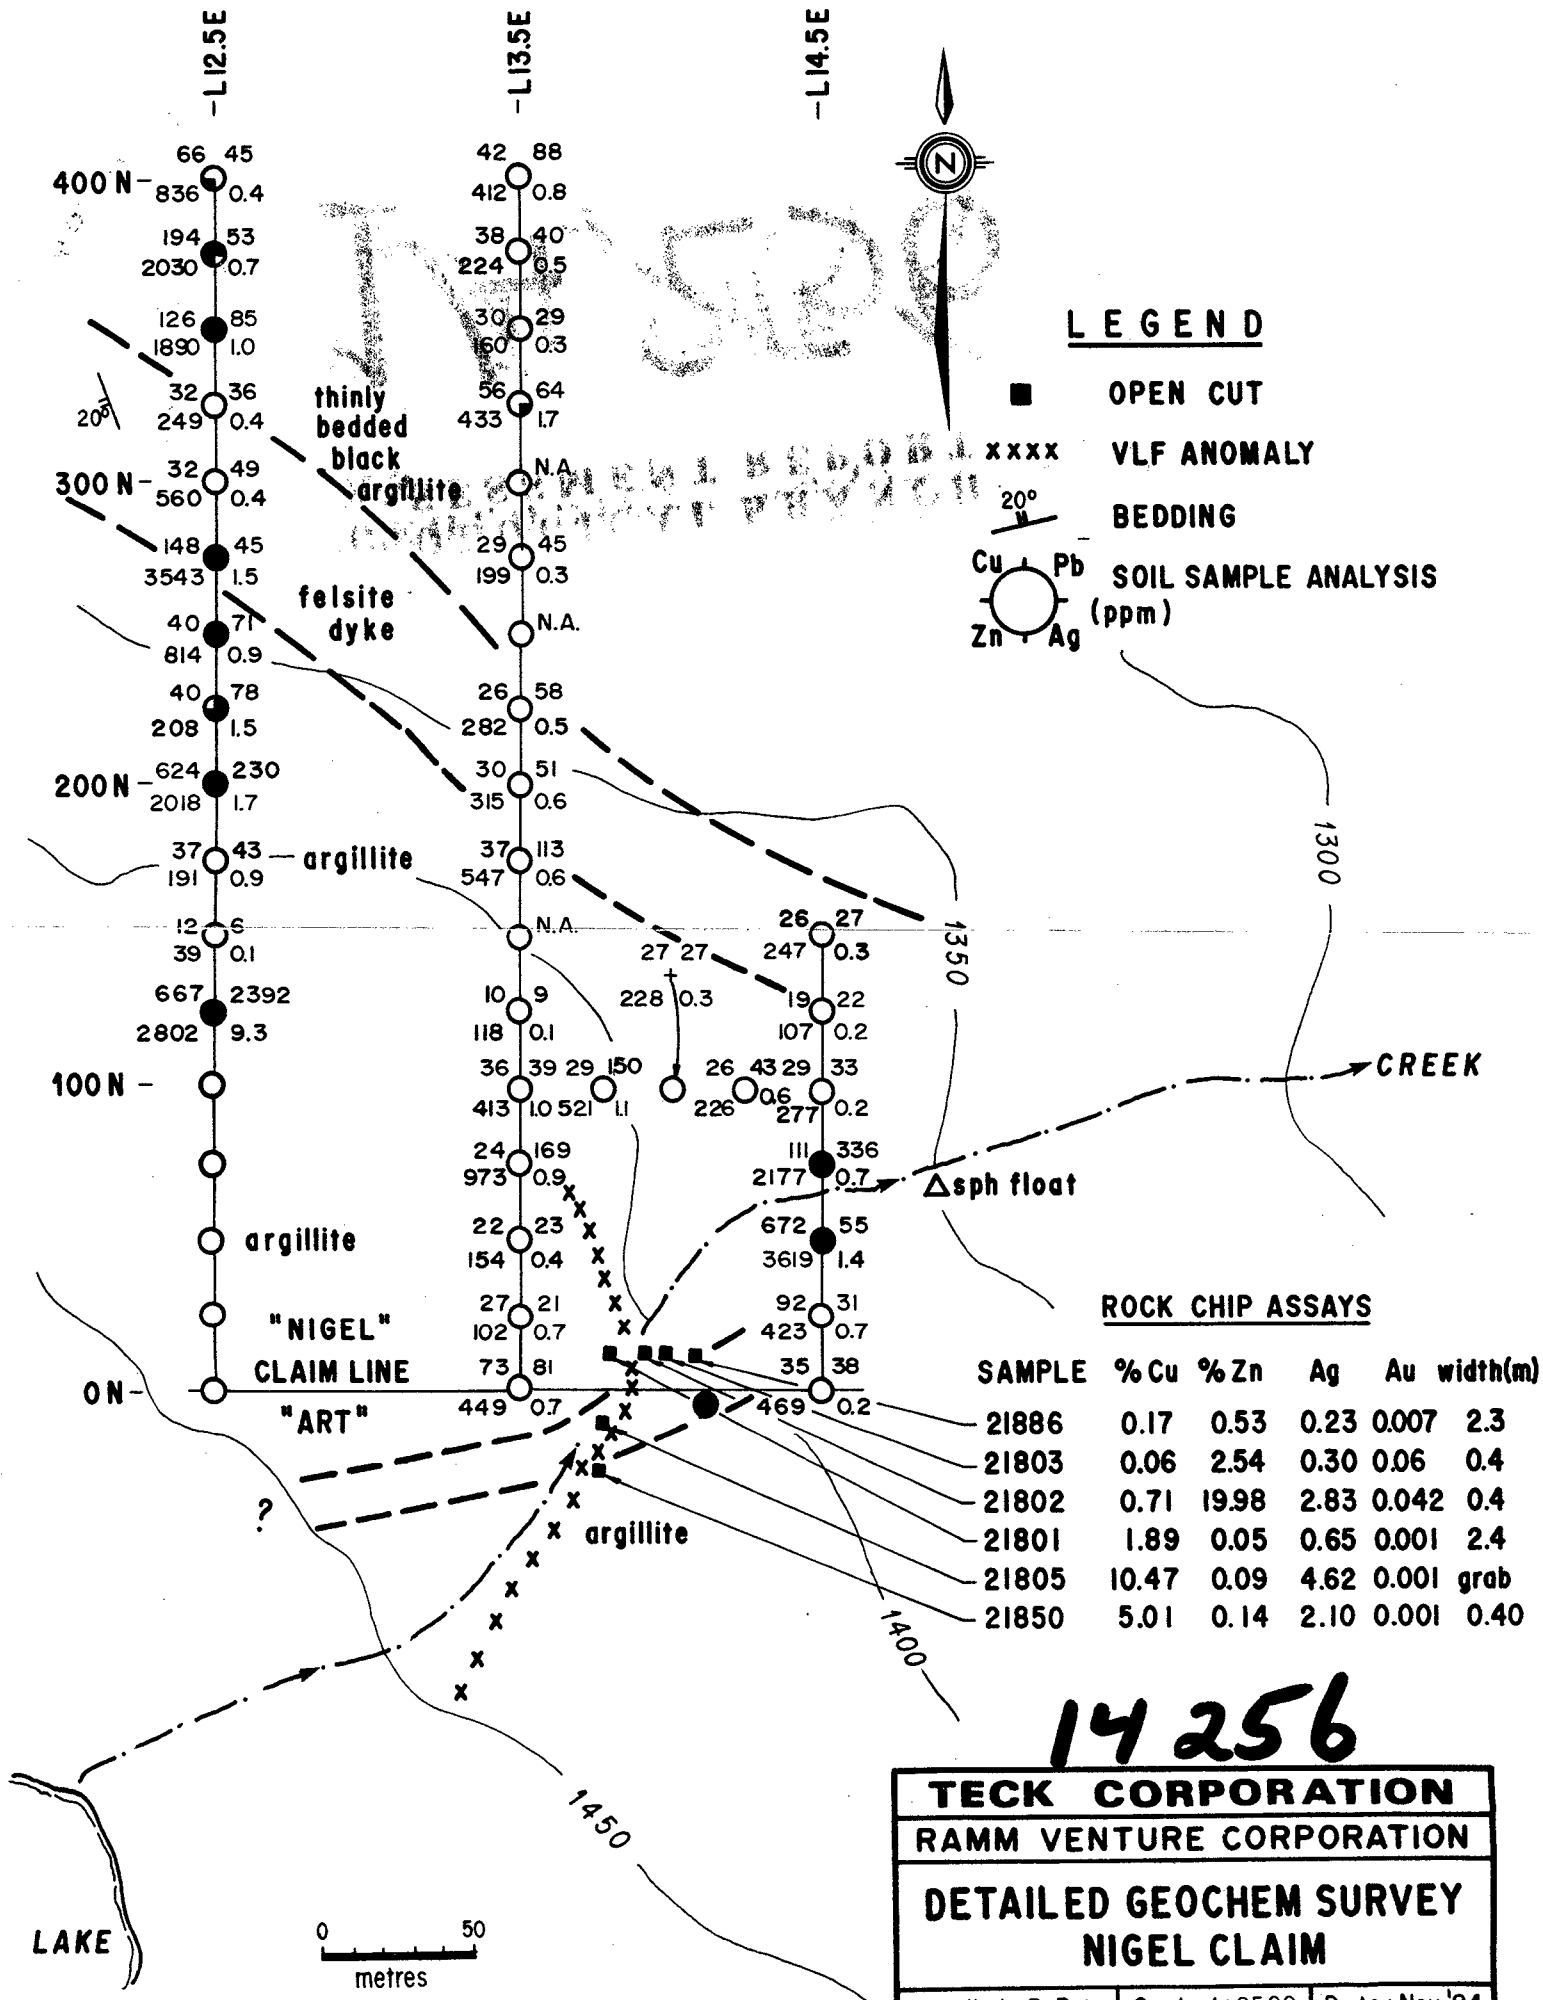 -L12.5E
-L13.5E
-L14.5E
66 45
400N-
836 0.4
194 53
2030 0.7
126 85
1890 1.0
32 36
249 0.4
20°
32 49
300N-
560 0.4
148 45
3543 1.5
40 71
814 0.9
40 78
208 1.5
624 230
200N-
2018 1.7
37 43
191 0.9
argillite
12 6
39 0.1
667 2392
2802 9.3
100N -
argillite
"NIGEL"
CLAIM LINE
0N-
"ART"
42 88
412 0.8
38 40
224 0.5
30 29
160 0.3
56 64
433 1.7
N.A.
29 45
199 0.3
N.A.
26 58
282 0.5
30 51
315 0.6
37 113
547 0.6
N.A.
10 9
118 0.1
36 39
413 1.0
24 169
973 0.9
22 23
154 0.4
27 21
102 0.7
73 81
449 0.7
29 150
521 1.1
27 27
228 0.3
26 43
226 0.6
26 27
247 0.3
19 22
107 0.2
29 33
277 0.2
111 336
2177 0.7
672 55
3619 1.4
92 31
423 0.7
35 38
469 0.2
thinly
bedded
black
argillite
felsite
dyke
N
ASSESSMENT REPORT
LEGEND
OPEN CUT
xxxx VLF ANOMALY
20°
BEDDING
Cu Pb
SOIL SAMPLE ANALYSIS
(ppm)
Zn Ag
1300
1350
CREEK
sph float
ROCK CHIP ASSAYS
SAMPLE %Cu %Zn Ag Au width(m)
21886 0.17 0.53 0.23 0.007 2.3
21803 0.06 2.54 0.30 0.06 0.4
21802 0.71 19.98 2.83 0.042 0.4
21801 1.89 0.05 0.65 0.001 2.4
21805 10.47 0.09 4.62 0.001 grab
21850 5.01 0.14 2.10 0.001 0.40
?
argillite
1400
1450
LAKE
0 50
metres
14 256
TECK CORPORATION
RAMM VENTURE CORPORATION
DETAILED GEOCHEM SURVEY
NIGEL CLAIM